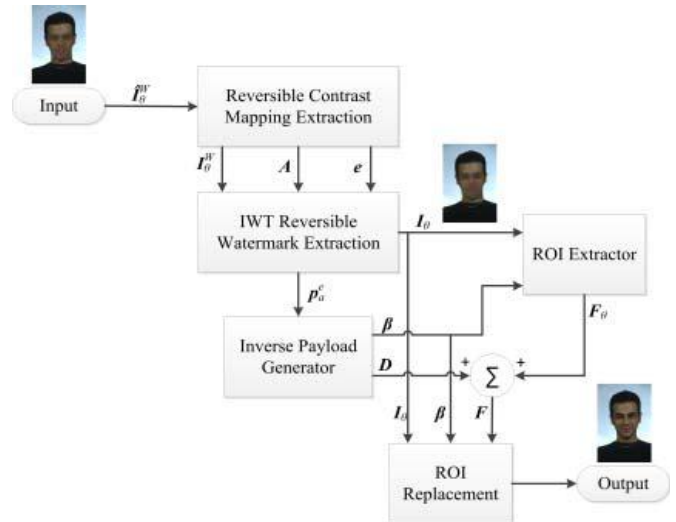 Input
Î_θ^W
Reversible Contrast
Mapping Extraction
I_θ^W
A
e
IWT Reversible
Watermark Extraction
I_θ
ROI Extractor
p_a^e
β
F_θ
Inverse Payload
Generator
D
+
Σ
+
I_θ
β
F
ROI
Replacement
Output